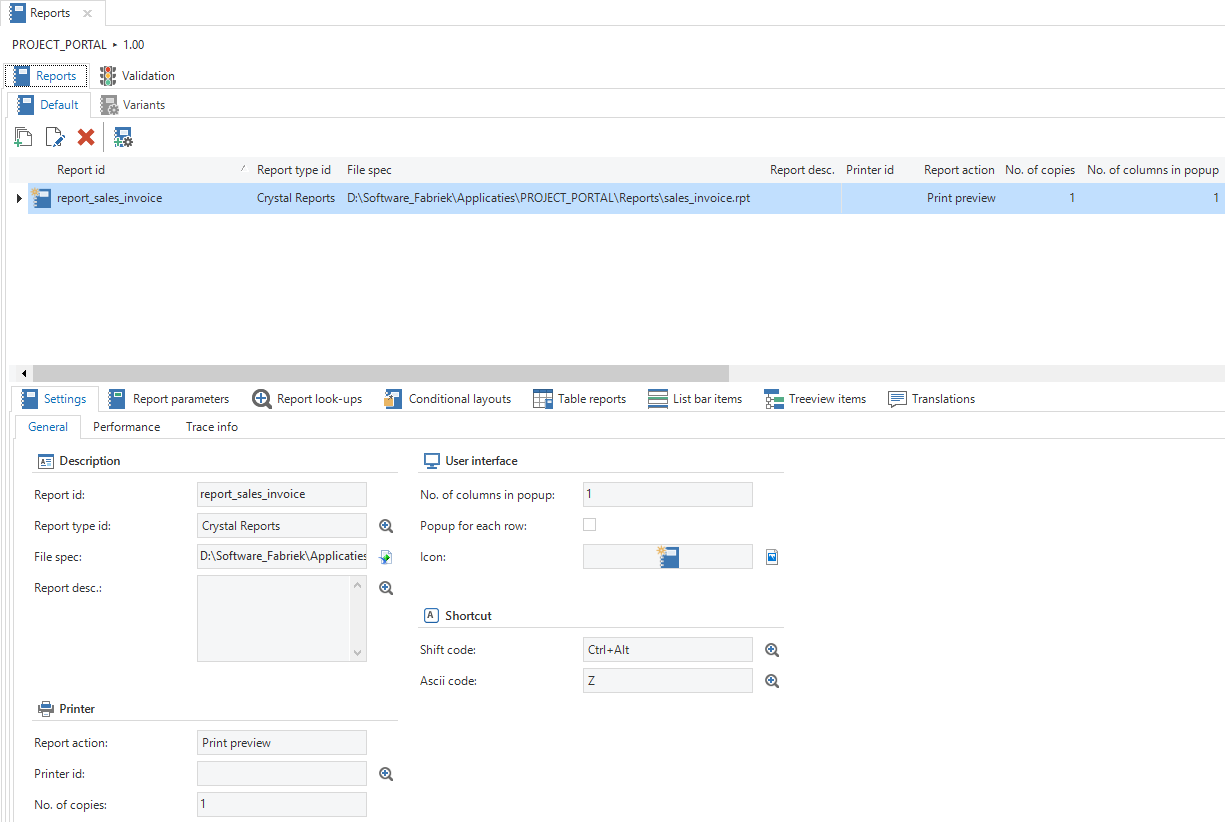 Reports
PROJECT_PORTAL ▸ 1.00
Reports Validation
Default Variants
Report id Report type id File spec Report desc. Printer id Report action No. of copies No. of columns in popup
report_sales_invoice Crystal Reports D:\Software_Fabriek\Applicaties\PROJECT_PORTAL\Reports\sales_invoice.rpt Print preview 1 1
Settings Report parameters Report look-ups Conditional layouts Table reports List bar items Treeview items Translations
General Performance Trace info
Description User interface
Report id: report_sales_invoice No. of columns in popup: 1
Report type id: Crystal Reports Popup for each row:
File spec: D:\Software_Fabriek\Applicaties Icon:
Report desc.:
A Shortcut
Shift code: Ctrl+Alt
Ascii code: Z
Printer
Report action: Print preview
Printer id:
No. of copies: 1